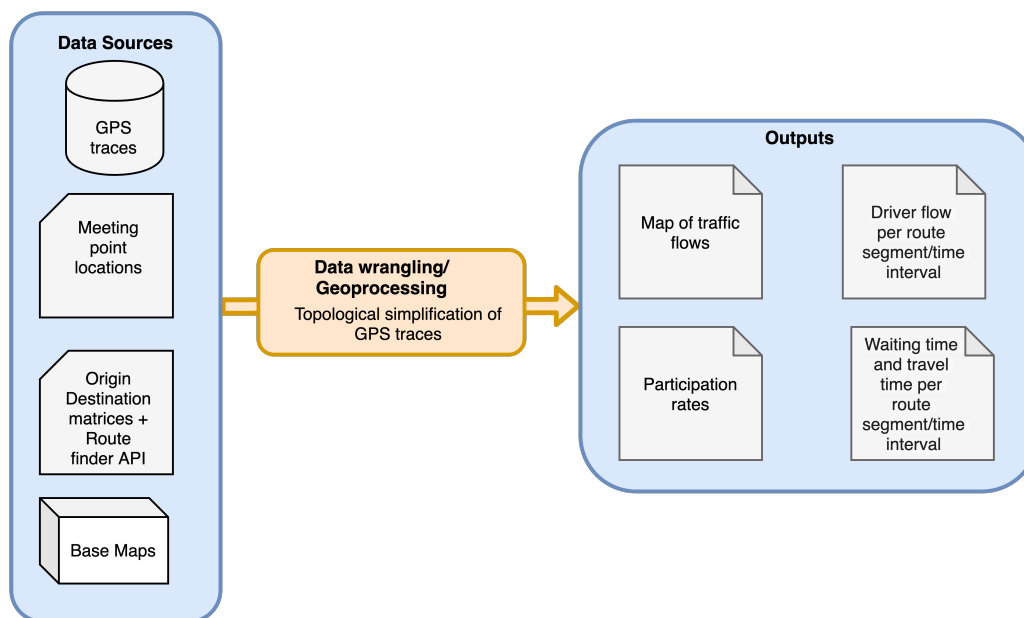 Data Sources
GPS
traces
Meeting
point
locations
Origin
Destination
matrices +
Route
finder API
Base Maps
Data wrangling/
Geoprocessing
Topological simplification of
GPS traces
Outputs
Map of traffic
flows
Driver flow
per route
segment/time
interval
Participation
rates
Waiting time
and travel
time per
route
segment/time
interval